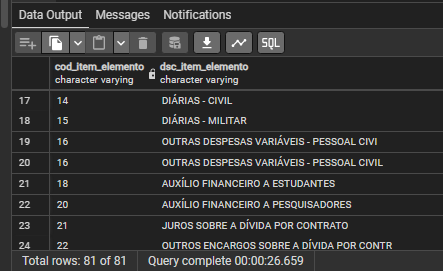 Data Output Messages Notifications
SQL
cod_item_elemento dsc_item_elemento
character varying character varying
17 14 DIÁRIAS - CIVIL
18 15 DIÁRIAS - MILITAR
19 16 OUTRAS DESPESAS VARIÁVEIS - PESSOAL CIVI
20 16 OUTRAS DESPESAS VARIÁVEIS - PESSOAL CIVIL
21 18 AUXÍLIO FINANCEIRO A ESTUDANTES
22 20 AUXÍLIO FINANCEIRO A PESQUISADORES
23 21 JUROS SOBRE A DÍVIDA POR CONTRATO
24 22 OUTROS ENCARGOS SOBRE A DÍVIDA POR CONTR
Total rows: 81 of 81 Query complete 00:00:26.659